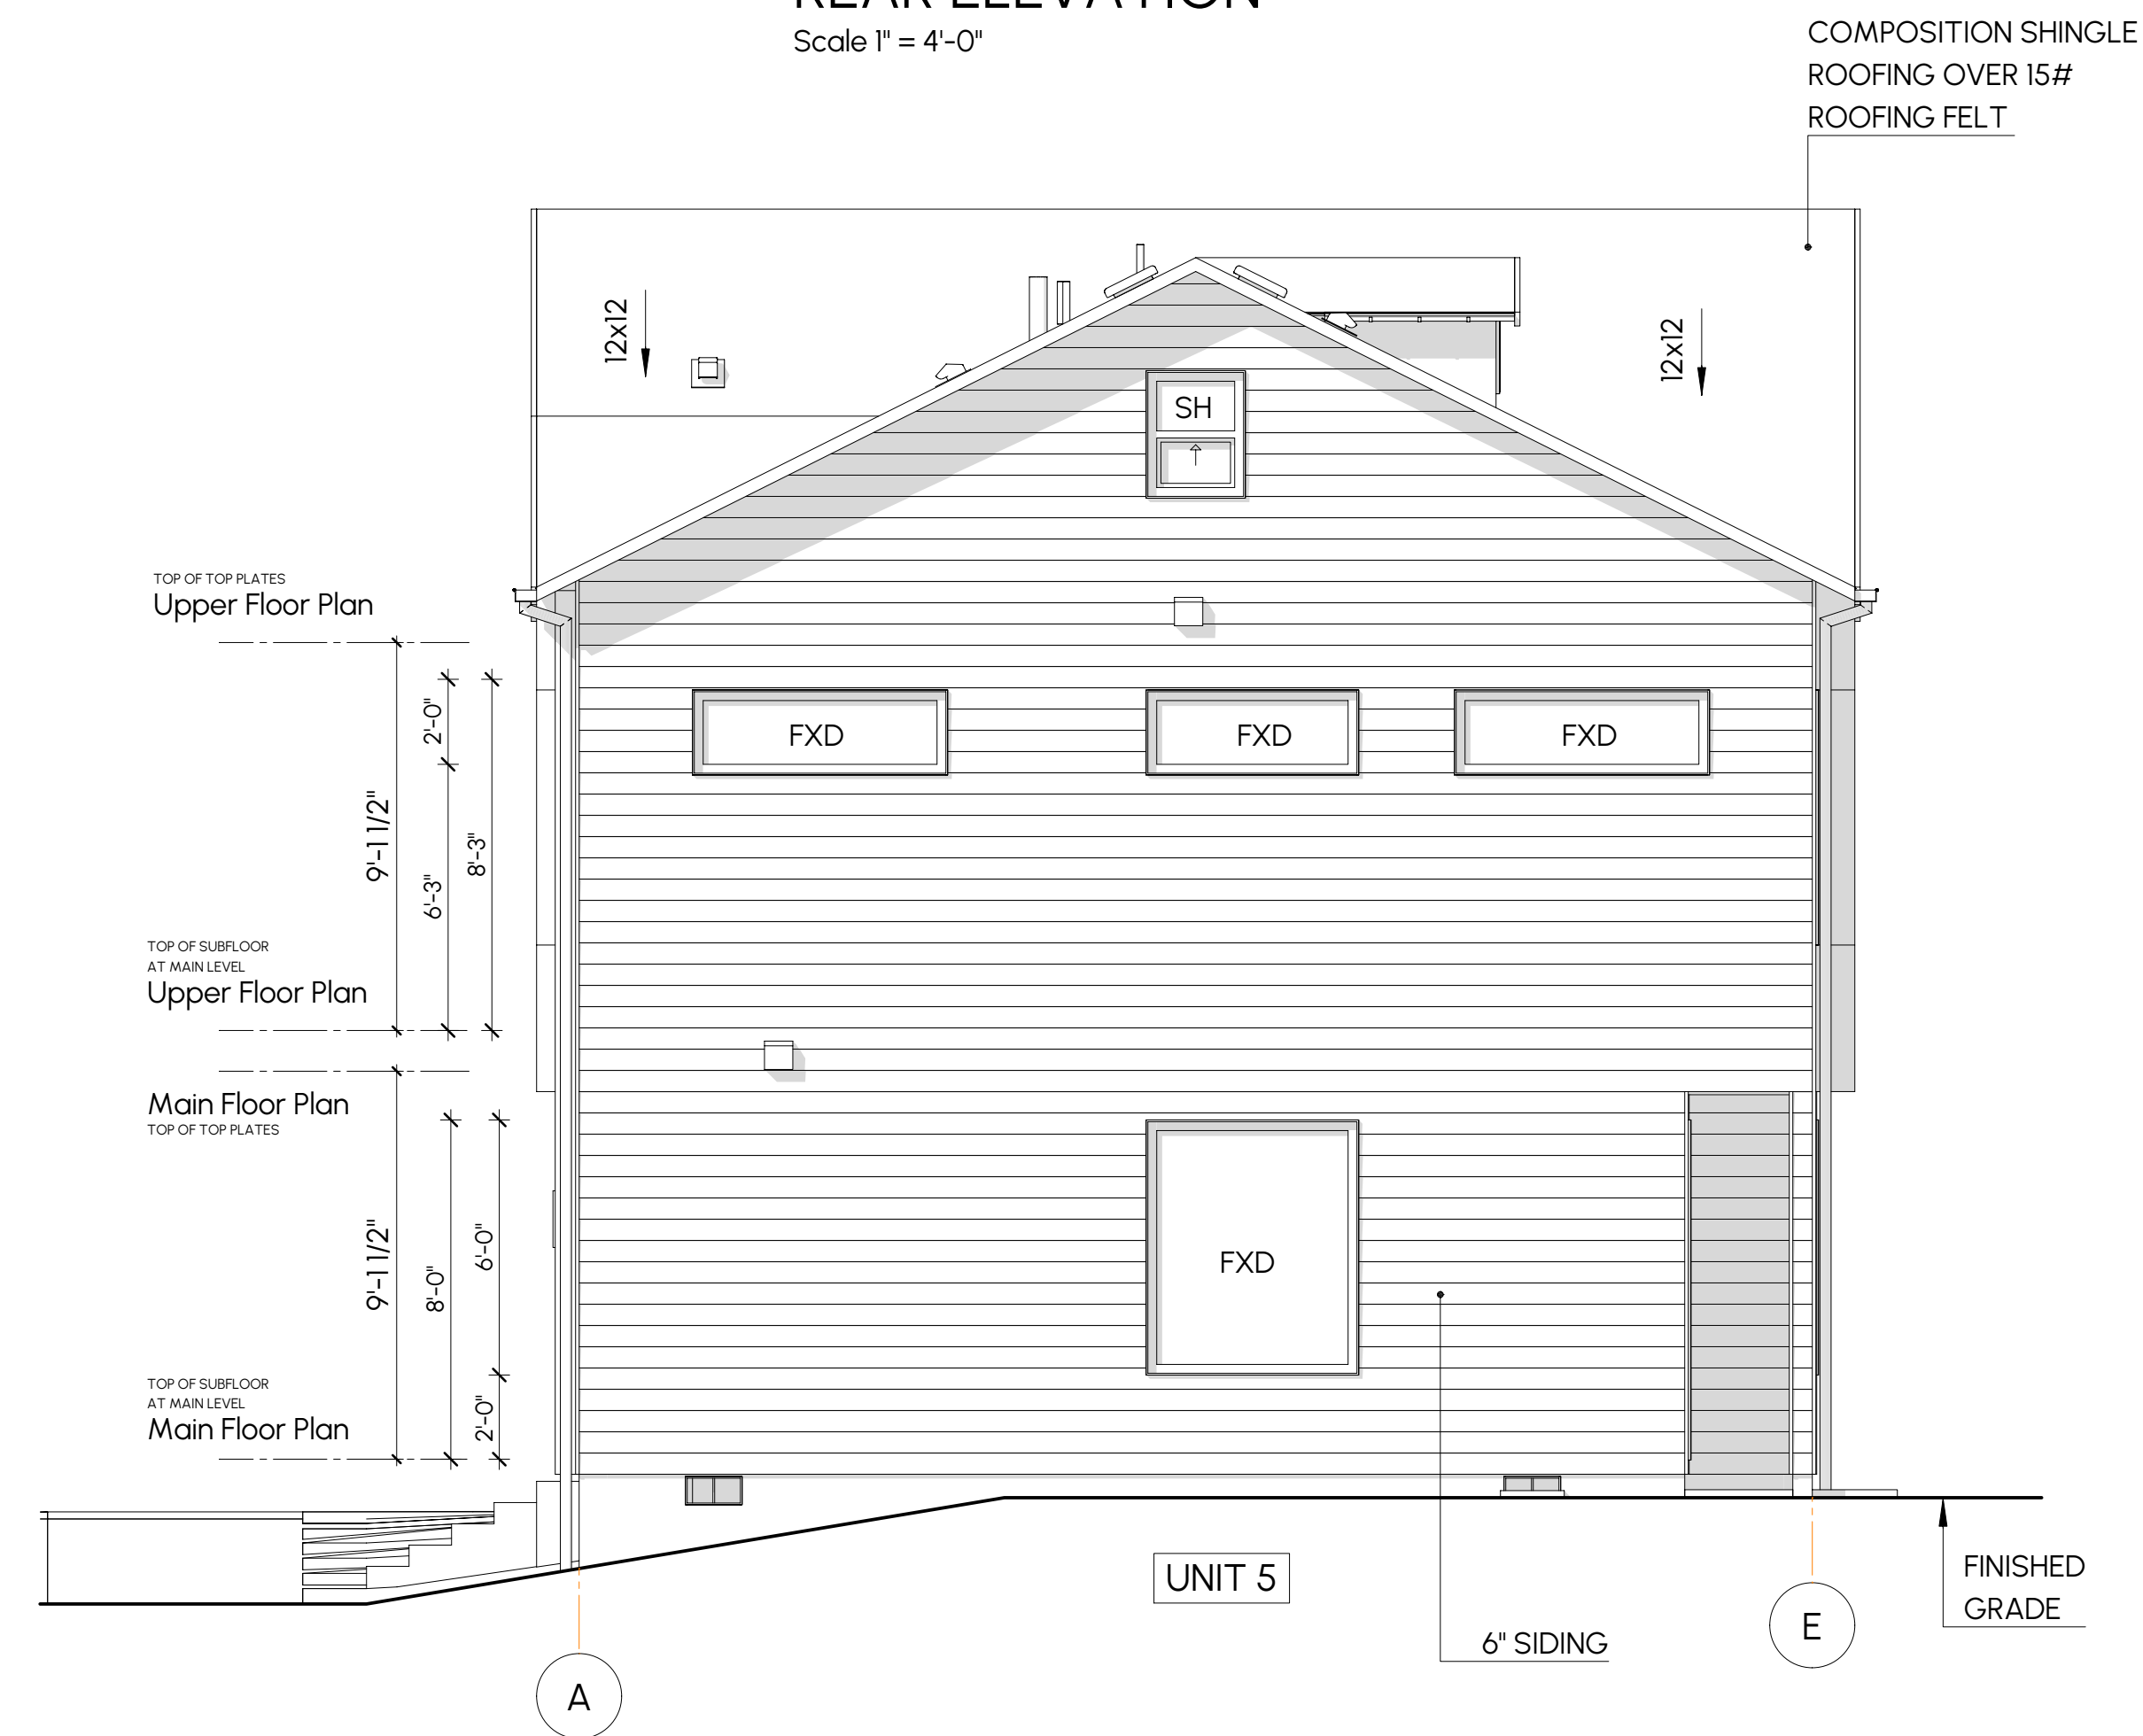 REAR ELEVATION
Scale 1" = 4'-0"
COMPOSITION SHINGLE
ROOFING OVER 15#
ROOFING FELT
12x12
12x12
SH
TOP OF TOP PLATES
Upper Floor Plan
2'-0"
FXD
FXD
FXD
9'-1 1/2"
8'-3"
6'-3"
TOP OF SUBFLOOR
AT MAIN LEVEL
Upper Floor Plan
Main Floor Plan
TOP OF TOP PLATES
9'-1 1/2"
8'-0"
6'-0"
FXD
2'-0"
TOP OF SUBFLOOR
AT MAIN LEVEL
Main Floor Plan
UNIT 5
FINISHED
GRADE
6" SIDING
E
A